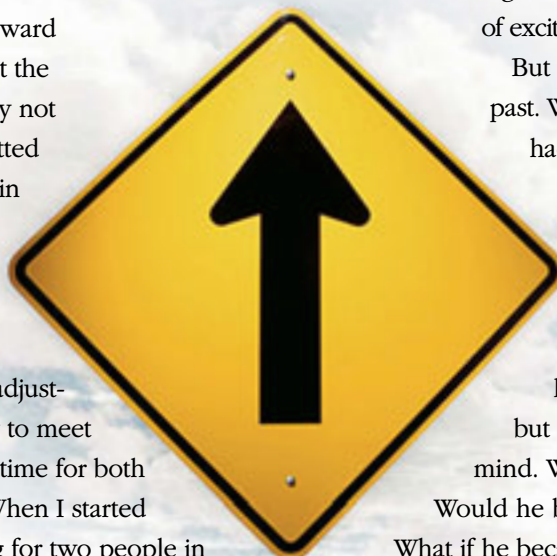 ward
t the
y not
tted
in
adjust-
to meet
time for both
When I started
g for two people in
of excit
But
past. W
ha
but
mind. W
Would he b
What if he bec